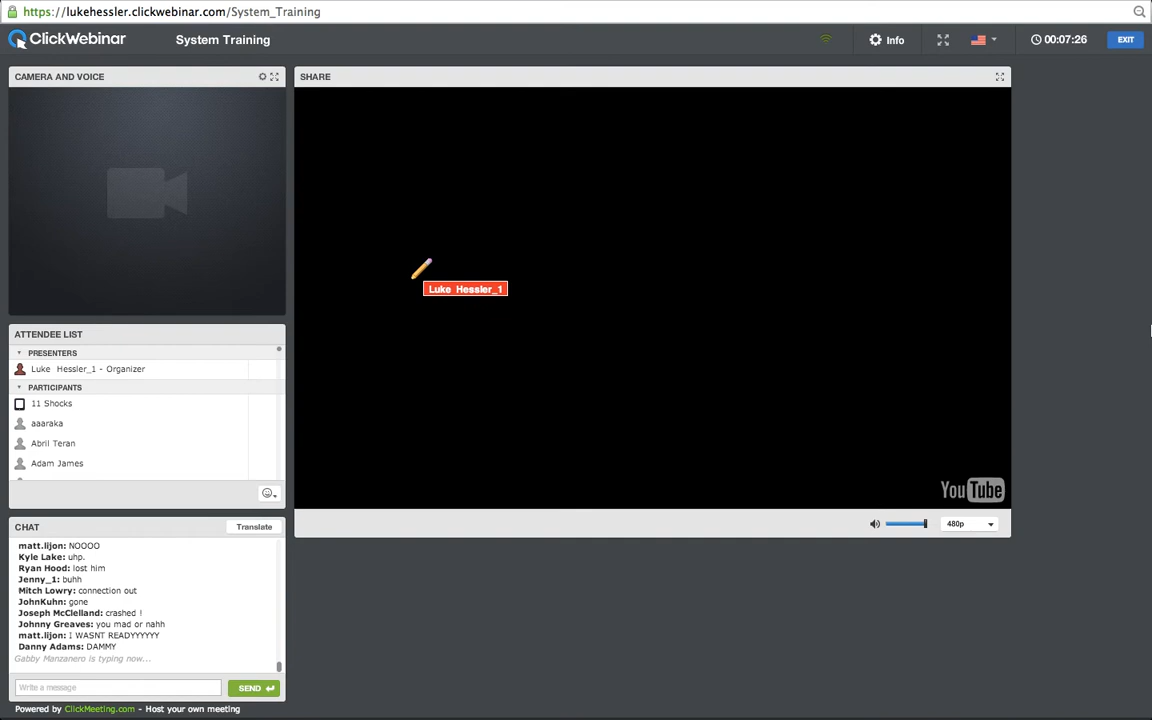 https://lukehessler.clickwebinar.com/System_Training
ClickWebinar
System Training
Info
00:07:26
EXIT
CAMERA AND VOICE
SHARE
Luke Hessler_1
YouTube
480p
ATTENDEE LIST
PRESENTERS
Luke Hessler_1 - Organizer
PARTICIPANTS
11 Shocks
aaaraka
Abril Teran
Adam James
CHAT
Translate
matt.lijon: NOOOO
Kyle Lake: uhp.
Ryan Hood: lost him
Jenny_1: buhh
Mitch Lowry: connection out
JohnKuhn: gone
Joseph McClelland: crashed !
Johnny Greaves: you mad or nahh
matt.lijon: I WASNT READYYYYYY
Danny Adams: DAMMY
Gabby Manzanero is typing now...
Write a message
SEND
Powered by ClickMeeting.com - Host your own meeting